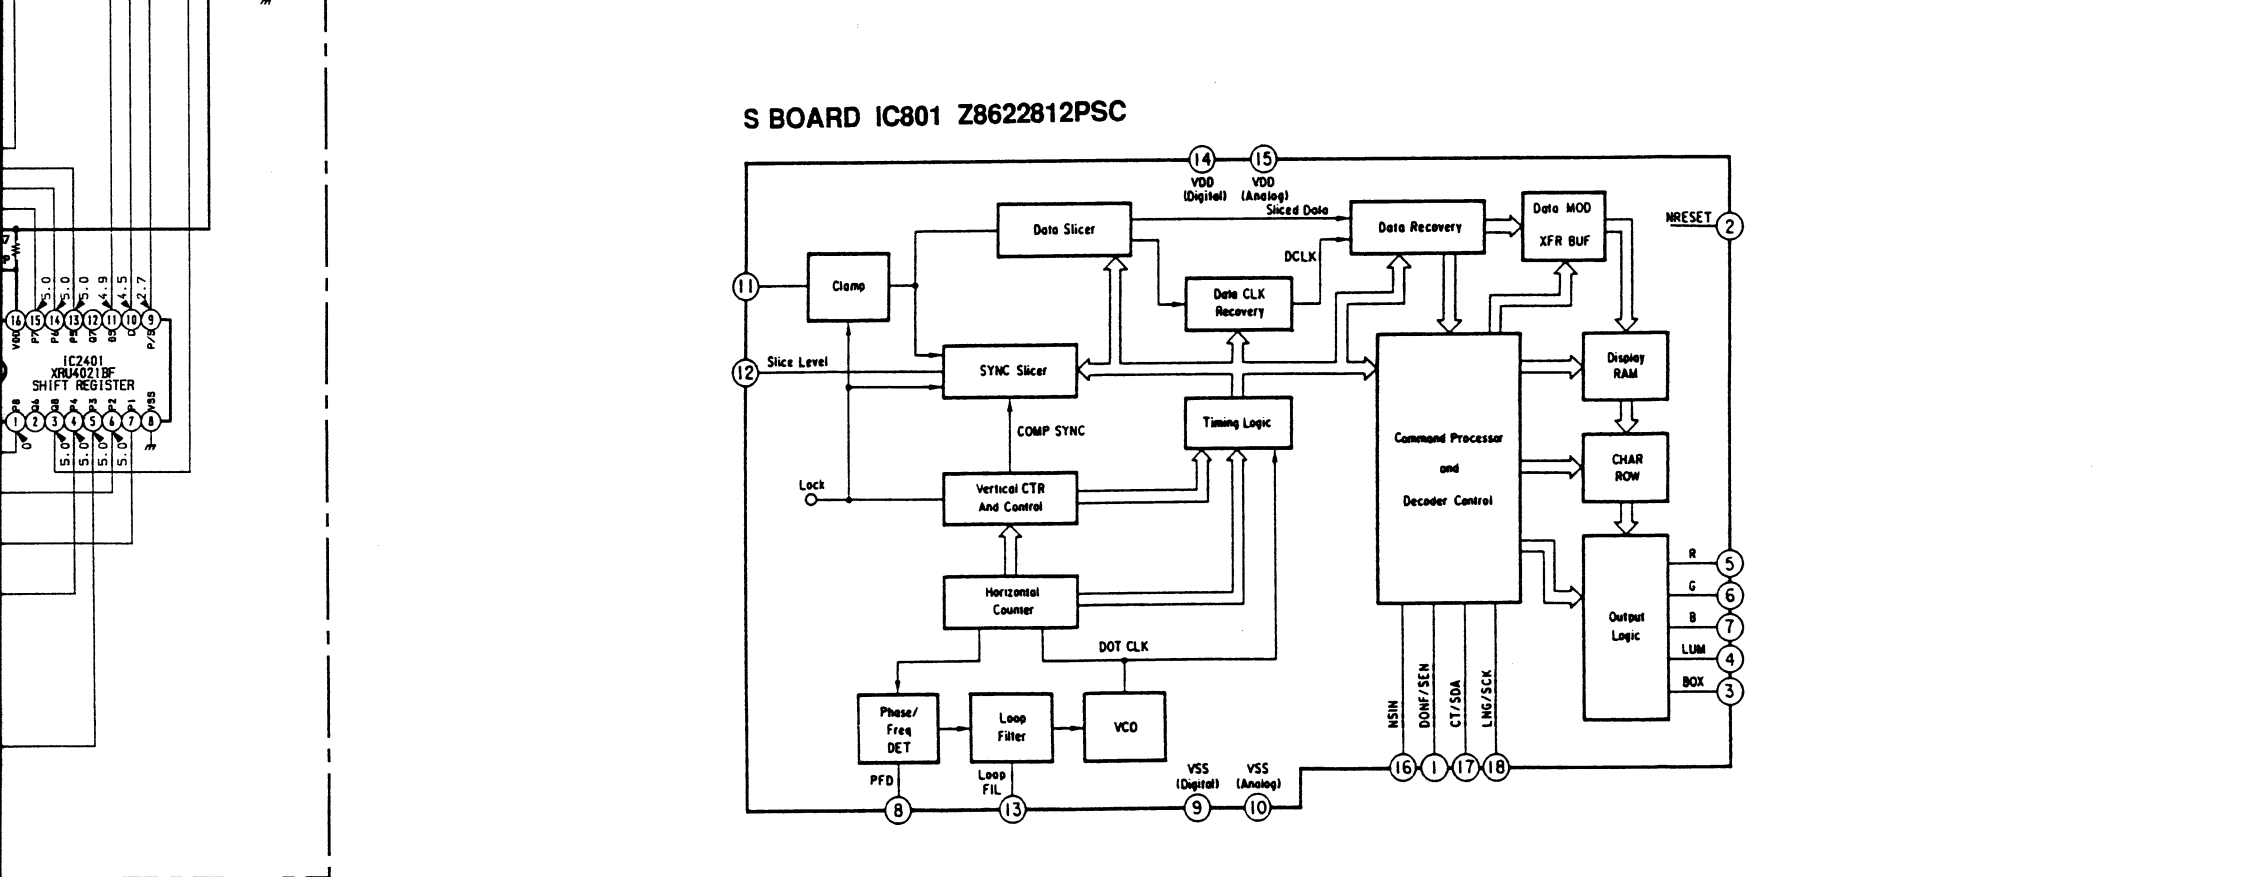 S BOARD IC801 Z8622812PSC
14 15
VDD (Digital)
VDD (Analog)
NRESET
2
Sliced Data
Data Slicer
Data Recovery
Data MOD
XFR BUF
DCLK
11
Clamp
Data CLK
Recovery
12
Slice Level
SYNC Slicer
Display
RAM
Timing Logic
COMP SYNC
Command Processor
and
Decoder Control
CHAR
ROW
Lock
Vertical CTR
And Control
Horizontal
Counter
Output
Logic
R
5
G
6
B
7
LUM
4
BOX
3
DOT CLK
Phase/
Freq
DET
Loop
Filter
VCO
NSIN
DONF/SEN
CT/SDA
LNG/SCK
PFD
Loop
FIL
VSS
(Digital)
VSS
(Analog)
8
13
9
10
16
1
17
18
5.0
5.0
5.0
4.9
4.5
2.7
16 15 14 13 12 11 10 9
VDD
P7
P6
P5
Q7
P/S
IC2401
XRU4021BF
SHIFT REGISTER
P8
Q6
Q8
P4
P3
P2
P1
VSS
1 2 3 4 5 6 7 8
0
5.0
5.0
5.0
5.0